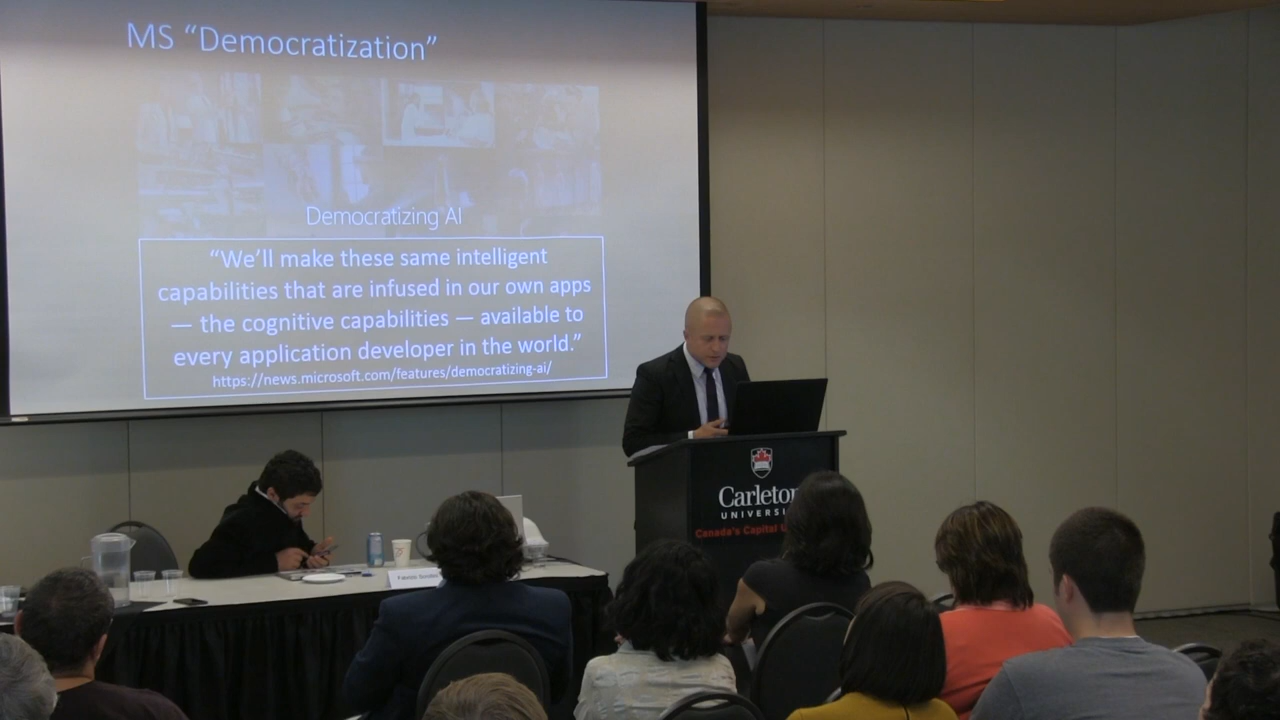 MS “Democratization”
Democratizing AI
“We’ll make these same intelligent
capabilities that are infused in our own apps
— the cognitive capabilities — available to
every application developer in the world.”
https://news.microsoft.com/features/democratizing-ai/
Carleton
UNIVERSI
Canada's Capital U